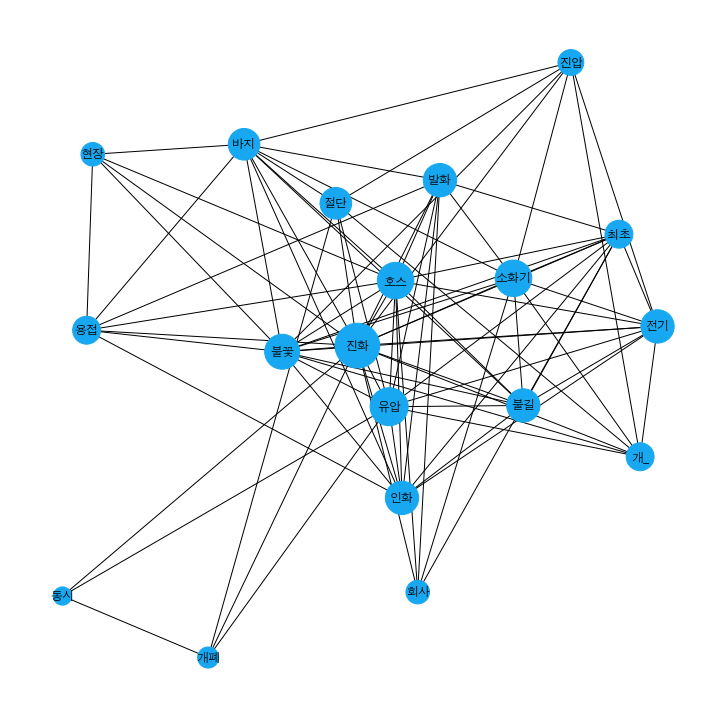 진압
바지
현장
발화
절단
최초
소화기
호스
전기
용접
진화
불꽃
불길
유압
개_
인화
회사
동시
개폐